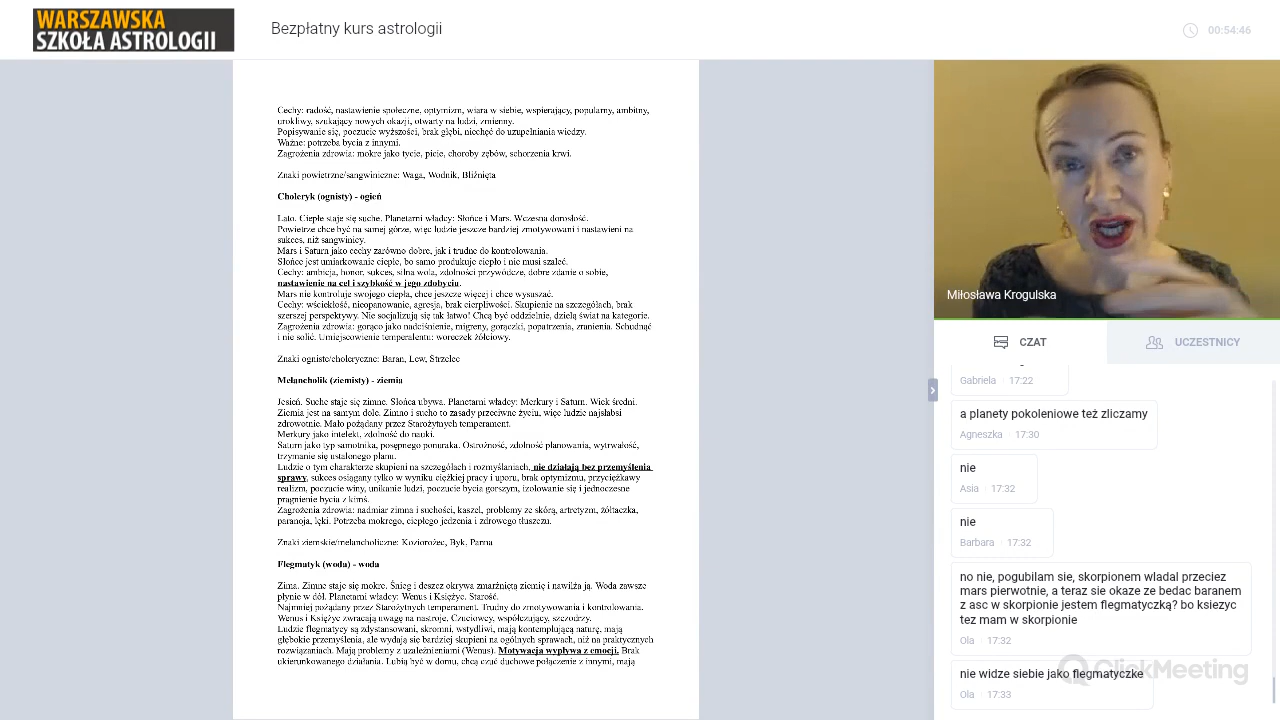 WARSZAWSKA
SZKOŁA ASTROLOGII
Bezpłatny kurs astrologii
00:54:46
Cechy: radość, nastawienie społeczne, optymizm, wiara w siebie, wspierający, popularny, ambitny,
urokliwy, szukający nowych okazji, otwarty na ludzi, zmienny.
Popisywanie się, poczucie wyższości, brak głębi, niechęć do uzupełniania wiedzy.
Ważne: potrzeba bycia z innymi.
Zagrożenia zdrowia: mokre jako tycie, picie, choroby zębów, schorzenia krwi.
Znaki powietrzne/sangwiniczne: Waga, Wodnik, Bliźnięta
Choleryk (ognisty) - ogień
Lato. Ciepłe staje się suche. Planetarni władcy: Słońce i Mars. Wczesna dorosłość.
Powietrze chce być na samej górze, więc ludzie jeszcze bardziej zmotywowani i nastawieni na
sukces, niż sangwinicy.
Mars i Saturn jako cechy zarówno dobre, jak i trudne do kontrolowania.
Słońce jest umiarkowanie ciepłe, bo samo produkuje ciepło i nie musi szaleć.
Cechy: ambicja, honor, sukces, silna wola, zdolności przywódcze, dobre zdanie o sobie,
nastawienie na cel i szybkość w jego zdobyciu.
Mars nie kontroluje swojego ciepła, chce jeszcze więcej i chce wysuszać.
Cechy: wściekłość, nieopanowanie, agresja, brak cierpliwości. Skupienie na szczegółach, brak
szerszej perspektywy. Nie socjalizują się tak łatwo! Chcą być oddzielnie, dzielą świat na kategorie.
Zagrożenia zdrowia: gorąco jako nadciśnienie, migreny, gorączki, popatrzenia, zranienia. Schudnąć
i nie solić. Umiejscowienie temperalentu: woreczek żółciowy.
Znaki ogniste/choleryczne: Baran, Lew, Strzelec
Melancholik (ziemisty) - ziemia
Jesień. Suche staje się zimne. Słońca ubywa. Planetarni władcy: Merkury i Saturn. Wiek średni.
Ziemia jest na samym dole. Zimno i sucho to zasady przeciwne życiu, więc ludzie najsłabsi
zdrowotnie. Mało pożądany przez Starożytnych temperament.
Merkury jako intelekt, zdolność do nauki.
Saturn jako typ samotnika, posępnego ponuraka. Ostrożność, zdolność planowania, wytrwałość,
trzymanie się ustalonego planu.
Ludzie o tym charakterze skupieni na szczegółach i rozmyślaniach, nie działają bez przemyślenia
sprawy, sukces osiągany tylko w wyniku ciężkiej pracy i uporu, brak optymizmu, przyciężkawy
realizm, poczucie winy, unikanie ludzi, poczucie bycia gorszym, izolowanie się i jednoczesne
pragnienie bycia z kimś.
Zagrożenia zdrowia: nadmiar zimna i suchości, kaszel, problemy ze skórą, artretyzm, żółtaczka,
paranoja, lęki. Potrzeba mokrego, ciepłego jedzenia i zdrowego tłuszczu.
Znaki ziemskie/melancholiczne: Koziorożec, Byk, Panna
Flegmatyk (woda) - woda
Zima. Zimne staje się mokre. Śnieg i deszcz okrywa zmarźniętą ziemię i nawilża ją. Woda zawsze
płynie w dół. Planetarni władcy: Wenus i Księżyc. Starość.
Najmniej pożądany przez Starożytnych temperament. Trudny do zmotywowania i kontrolowania.
Wenus i Księżyc zwracają uwagę na nastroje. Czuciowcy, współczujący, szczodrzy.
Ludzie flegmatycy są zdystansowani, skromni, wstydliwi, mają kontemplującą naturę, mają
głębokie przemyślenia, ale wydają się bardziej skupieni na ogólnych sprawach, niż na praktycznych
rozwiązaniach. Mają problemy z uzależnieniami (Wenus). Motywacja wypływa z emocji. Brak
ukierunkowanego działania. Lubią być w domu, chcą czuć duchowe połączenie z innymi, mają
Miłosława Krogulska
CZAT
UCZESTNICY
Gabriela · 17:22
a planety pokoleniowe też zliczamy
Agneszka · 17:30
nie
Asia · 17:32
nie
Barbara · 17:32
no nie, pogubilam sie, skorpionem wladal przeciez
mars pierwotnie, a teraz sie okaze ze bedac baranem
z asc w skorpionie jestem flegmatyczką? bo ksiezyc
tez mam w skorpionie
Ola · 17:32
ClickMeeting
nie widze siebie jako flegmatyczke
Ola · 17:33